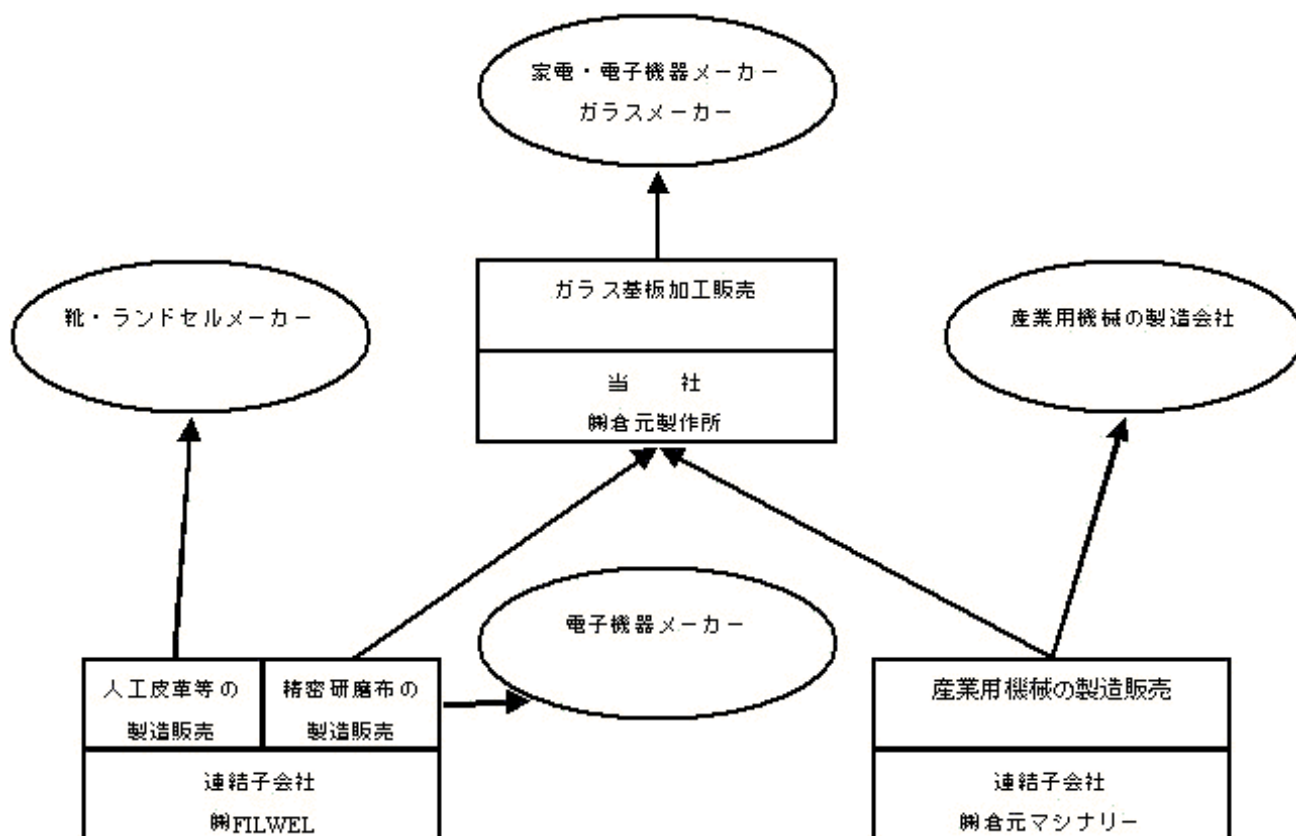 家電・電子機器メーカー
ガラスメーカー
ガラス基板加工販売
靴・ランドセルメーカー
産業用機械の製造会社
当　　社
㈱倉元製作所
電子機器メーカー
人工皮革等の
製造販売
精密研磨布の
製造販売
連結子会社
㈱FILWEL
産業用機械の製造販売
連結子会社
㈱倉元マシナリー